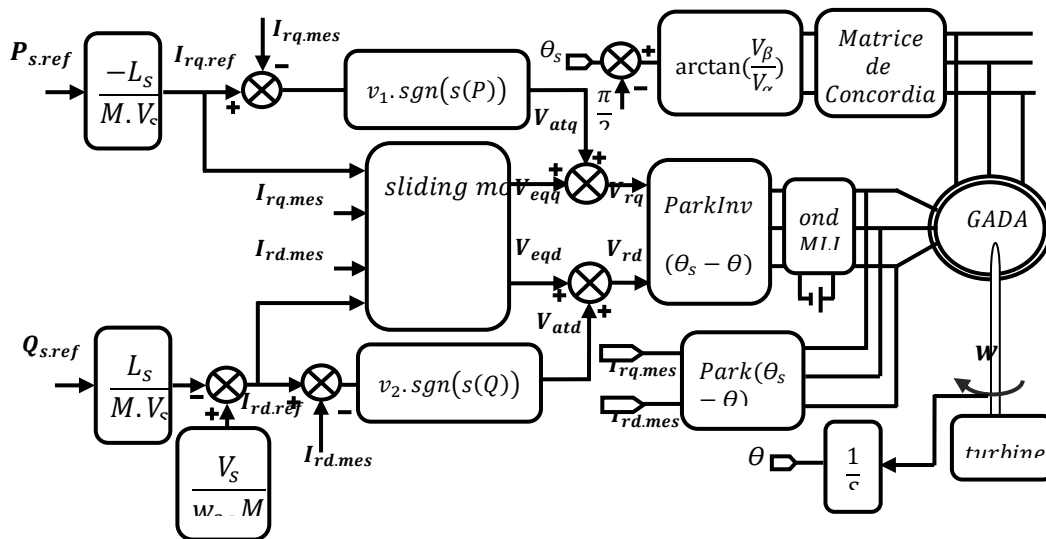 P_s.ref
-L_s
M.V_s
I_rq.ref
I_rq.mes
-
+
v_1.sgn(s(P))
V_atq
θ_s
+
-
π
2
arctan(V_β/V_α)
Matrice
de
Concordia
I_rq.mes
I_rd.mes
sliding mo
V_eqq
+
+
V_rq
V_eqd
V_rd
+
+
V_atd
ParkInv
(θ_s - θ)
ond
MLI
GADA
Q_s.ref
L_s
M.V_s
-
+
I_rd.ref
+
-
I_rd.mes
v_2.sgn(s(Q))
V_s
w_s.M
I_rq.mes
I_rd.mes
Park(θ_s
- θ)
w
θ
1
s
turbine